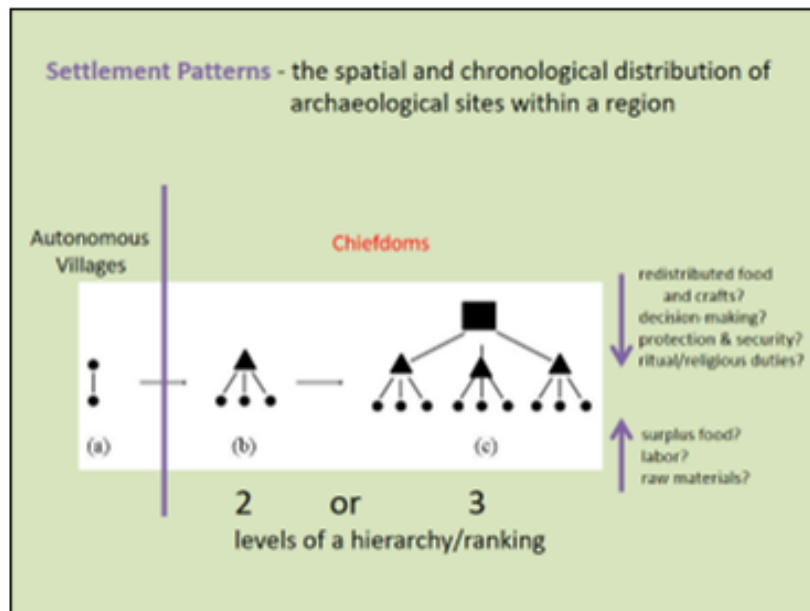 Settlement Patterns - the spatial and chronological distribution of
archaeological sites within a region
Autonomous
Villages
Chiefdoms
redistributed food
and crafts?
decision-making?
protection & security?
ritual/religious duties?
(a)
(b)
(c)
surplus food?
labor?
raw materials?
2 or 3
levels of a hierarchy/ranking